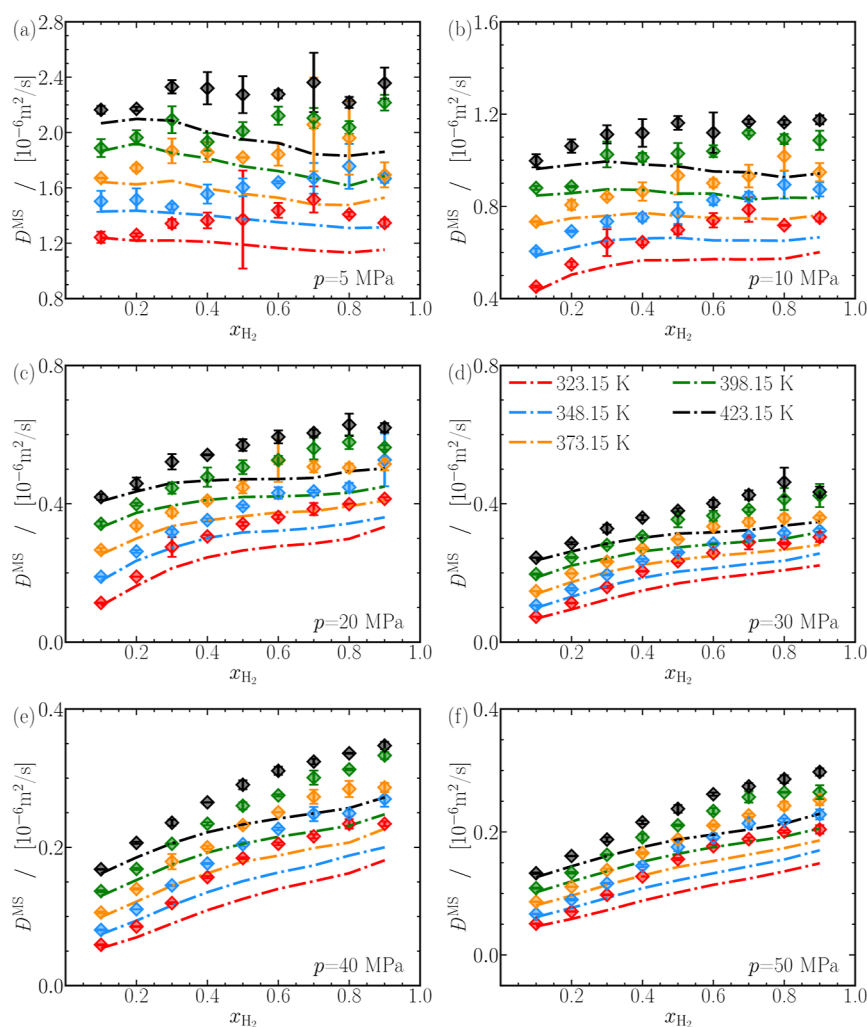 (a)
2.8
2.4
2.0
1.6
1.2
0.8
Đ^MS / [10^-6 m^2/s]
p=5 MPa
0.2 0.4 0.6 0.8 1.0
x_H2
(b)
1.6
1.2
0.8
0.4
Đ^MS / [10^-6 m^2/s]
p=10 MPa
0.2 0.4 0.6 0.8 1.0
x_H2
(c)
0.8
0.4
0.0
Đ^MS / [10^-6 m^2/s]
p=20 MPa
0.0 0.2 0.4 0.6 0.8 1.0
x_H2
(d)
0.8
0.4
0.0
Đ^MS / [10^-6 m^2/s]
323.15 K 398.15 K
348.15 K 423.15 K
373.15 K
p=30 MPa
0.2 0.4 0.6 0.8 1.0
x_H2
(e)
0.4
0.2
0.0
Đ^MS / [10^-6 m^2/s]
p=40 MPa
0.0 0.2 0.4 0.6 0.8 1.0
x_H2
(f)
0.4
0.2
0.0
Đ^MS / [10^-6 m^2/s]
p=50 MPa
0.2 0.4 0.6 0.8 1.0
x_H2